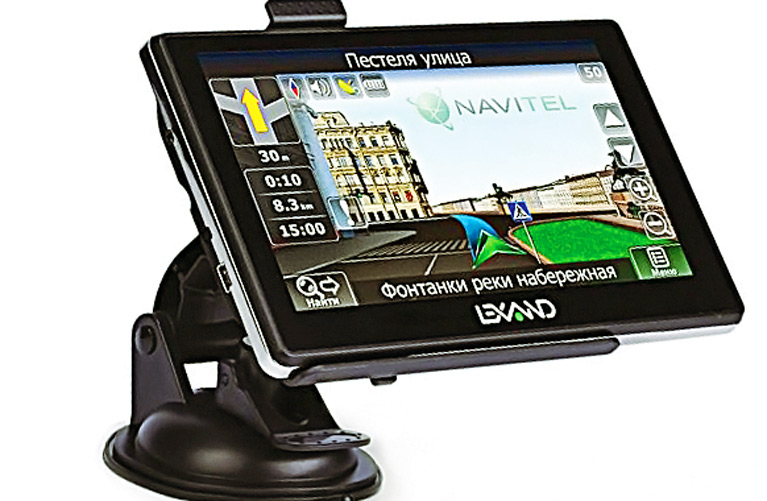 Пестеля улица
50
NAVITEL
30 м
0:10
8.3 km
15:00
Найти
Меню
Фонтанки реки набережная
LEXAND